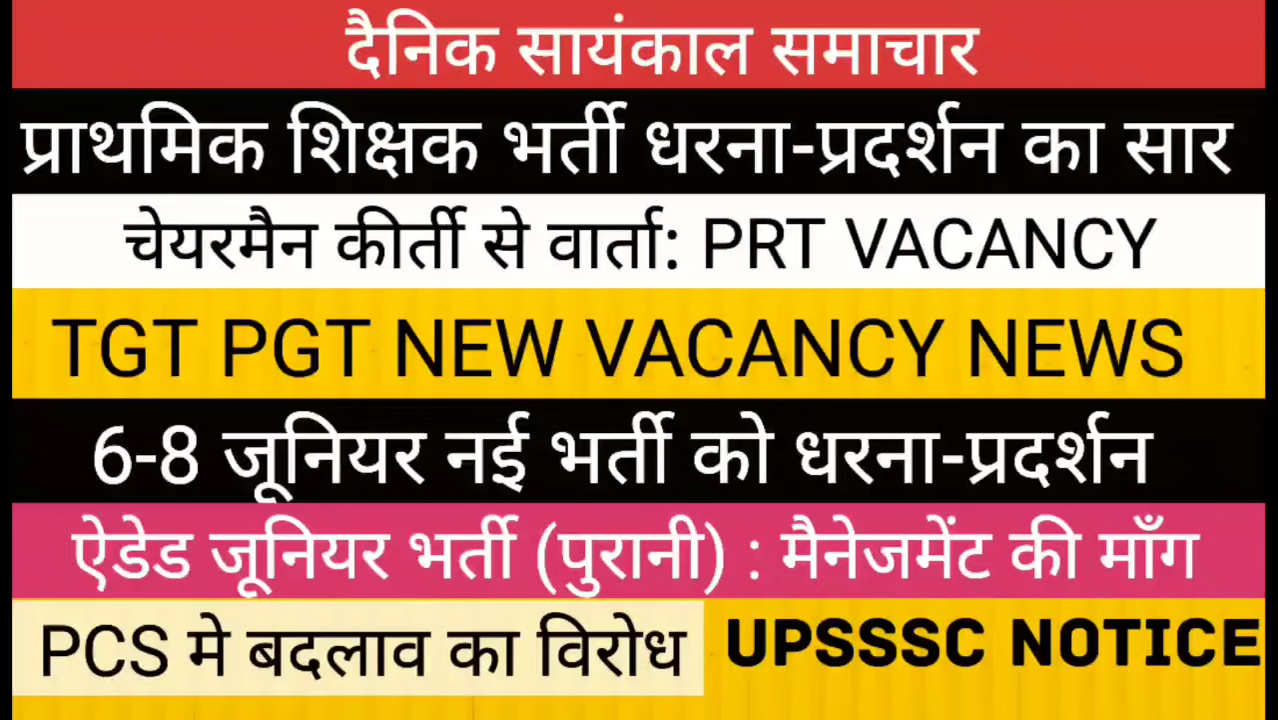 दैनिक सायंकाल समाचार
प्राथमिक शिक्षक भर्ती धरना-प्रदर्शन का सार
चेयरमैन कीर्ती से वार्ता: PRT VACANCY
TGT PGT NEW VACANCY NEWS
6-8 जूनियर नई भर्ती को धरना-प्रदर्शन
ऐडेड जूनियर भर्ती (पुरानी) : मैनेजमेंट की माँग
PCS मे बदलाव का विरोध
UPSSSC NOTICE